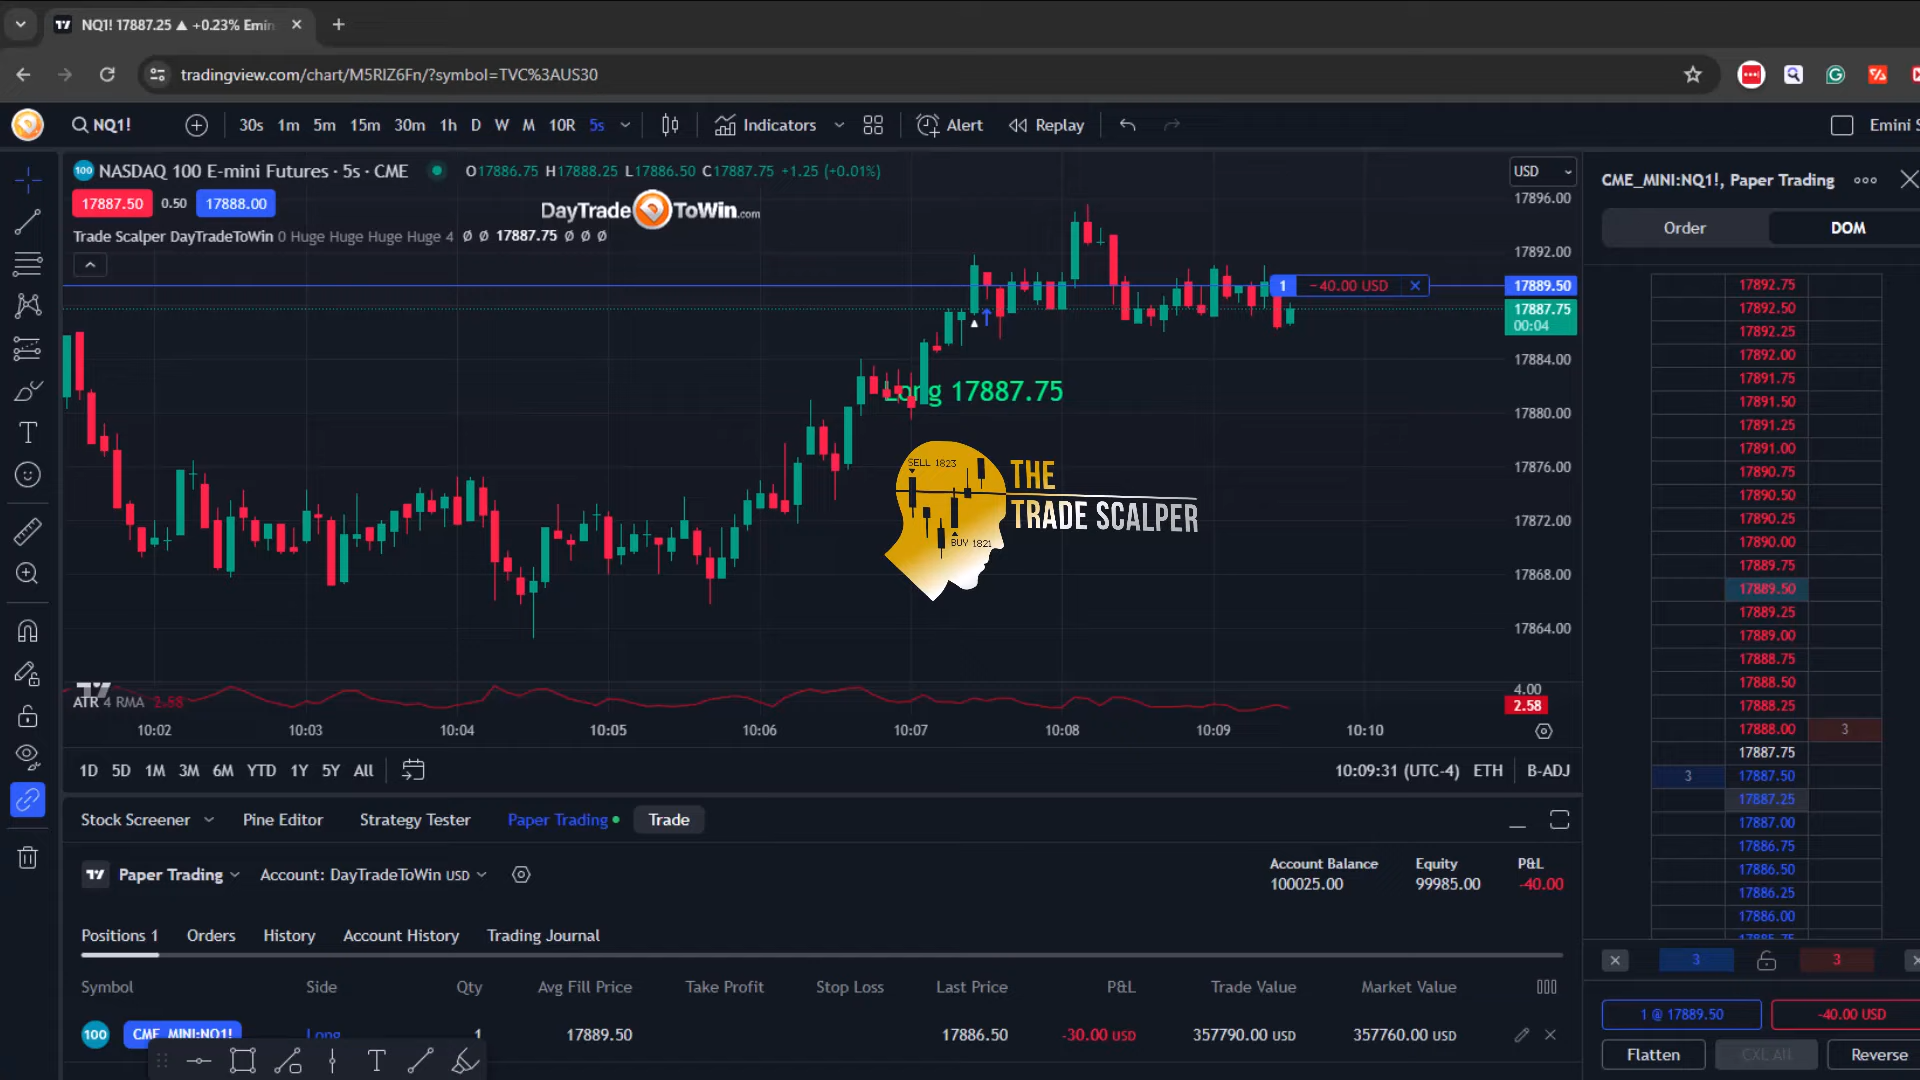 NQ1! 17887.25 ▲ +0.23% Emin
tradingview.com/chart/M5RIZ6Fn/?symbol=TVC%3AUS30
NQ1! 30s 1m 5m 15m 30m 1h D W M 10R 5s Indicators Alert Replay Emini S
100 NASDAQ 100 E-mini Futures · 5s · CME O17886.75 H17888.25 L17886.50 C17887.75 +1.25 (+0.01%)
USD
CME_MINI:NQ1!, Paper Trading
17887.50 0.50 17888.00
DayTradeToWin.com
Trade Scalper DayTradeToWin 0 Huge Huge Huge Huge 4 Ø Ø 17887.75 Ø Ø Ø
Order DOM
17896.00
17892.00
1 −40.00 USD
17889.50
17887.75
00:04
17884.00
17880.00
17876.00
17872.00
17868.00
17864.00
Long 17887.75
SELL 1823
BUY 1821
THE
TRADE SCALPER
ATR 4 RMA 2.58
4.00
2.58
10:02 10:03 10:04 10:05 10:06 10:07 10:08 10:09 10:10
1D 5D 1M 3M 6M YTD 1Y 5Y All
10:09:31 (UTC-4) ETH B-ADJ
17892.75
17892.50
17892.25
17892.00
17891.75
17891.50
17891.25
17891.00
17890.75
17890.50
17890.25
17890.00
17889.75
17889.50
17889.25
17889.00
17888.75
17888.50
17888.25
17888.00 3
17887.75
3 17887.50
17887.25
17887.00
17886.75
17886.50
17886.25
17886.00
17885.75
3 3
1 @ 17889.50 -40.00 USD
Flatten CXL All Reverse
Stock Screener Pine Editor Strategy Tester Paper Trading Trade
Paper Trading Account: DayTradeToWin USD
Account Balance Equity P&L
100025.00 99985.00 -40.00
Positions 1 Orders History Account History Trading Journal
Symbol Side Qty Avg Fill Price Take Profit Stop Loss Last Price P&L Trade Value Market Value
100 CME_MINI:NQ1! Long 1 17889.50 17886.50 -30.00 USD 357790.00 USD 357760.00 USD